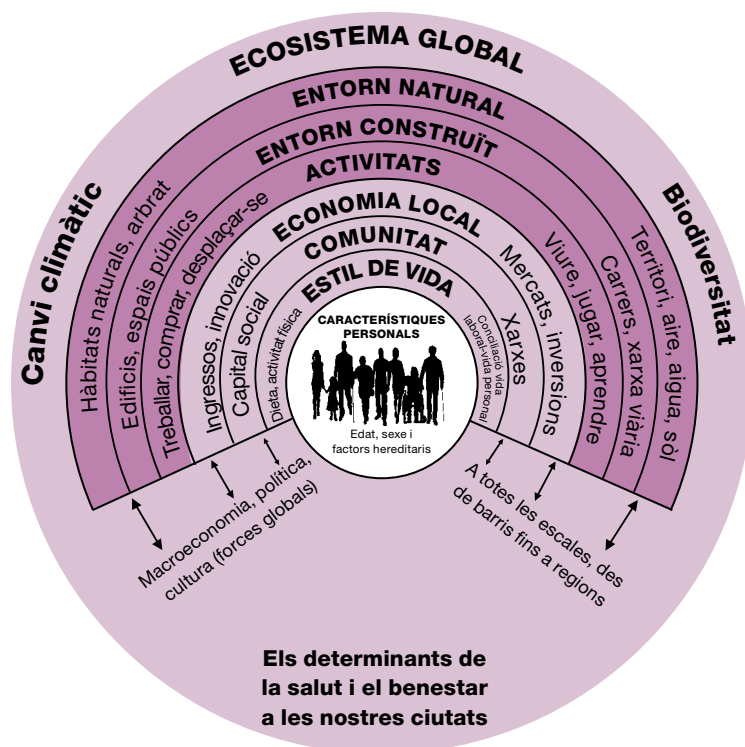 ECOSISTEMA GLOBAL
Canvi climàtic
Biodiversitat
ENTORN NATURAL
Hàbitats naturals, arbrat
Territori, aire, aigua, sòl
ENTORN CONSTRUÏT
Edificis, espais públics
Carrers, xarxa viària
ACTIVITATS
Treballar, comprar, desplaçar-se
Viure, jugar, aprendre
ECONOMIA LOCAL
Ingressos, innovació
Mercats, inversions
COMUNITAT
Capital social
Xarxes
ESTIL DE VIDA
Dieta, activitat física
Conciliació vida
laboral-vida personal
CARACTERÍSTIQUES
PERSONALS
Edat, sexe i
factors hereditaris
Macroeconomia, política,
cultura (forces globals)
A totes les escales, des
de barris fins a regions
Els determinants de
la salut i el benestar
a les nostres ciutats